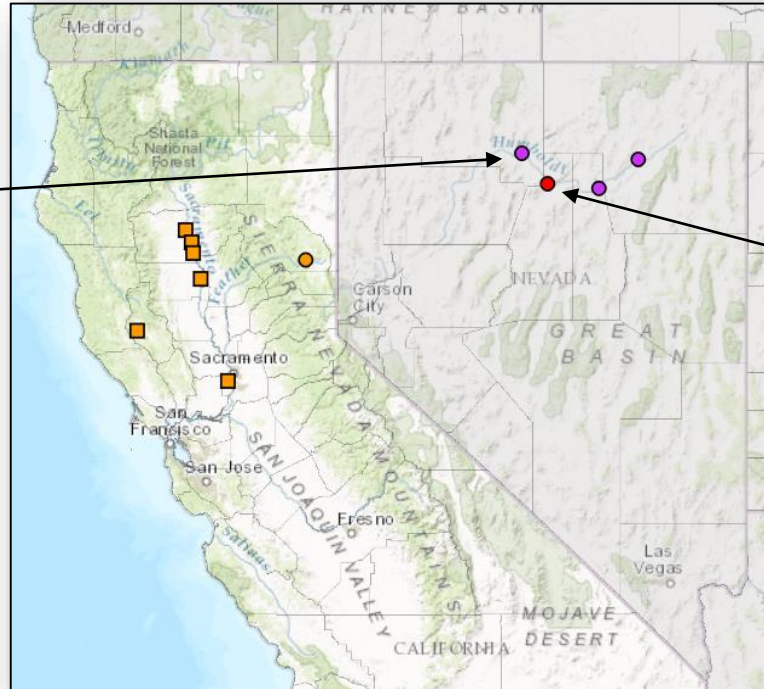 HARNEY BASIN
Medford
Klamath
Shasta
National
Forest
Pit
Trinity
Humboldt
Sacramento
Eel
SIERRA NEVADA MOUNTAINS
Feather
NEVADA
Carson
City
GREAT
BASIN
Sacramento
San
Francisco
SAN JOAQUIN VALLEY
San Jose
Fresno
Salinas
Las
Vegas
MOJAVE
DESERT
CALIFORNIA